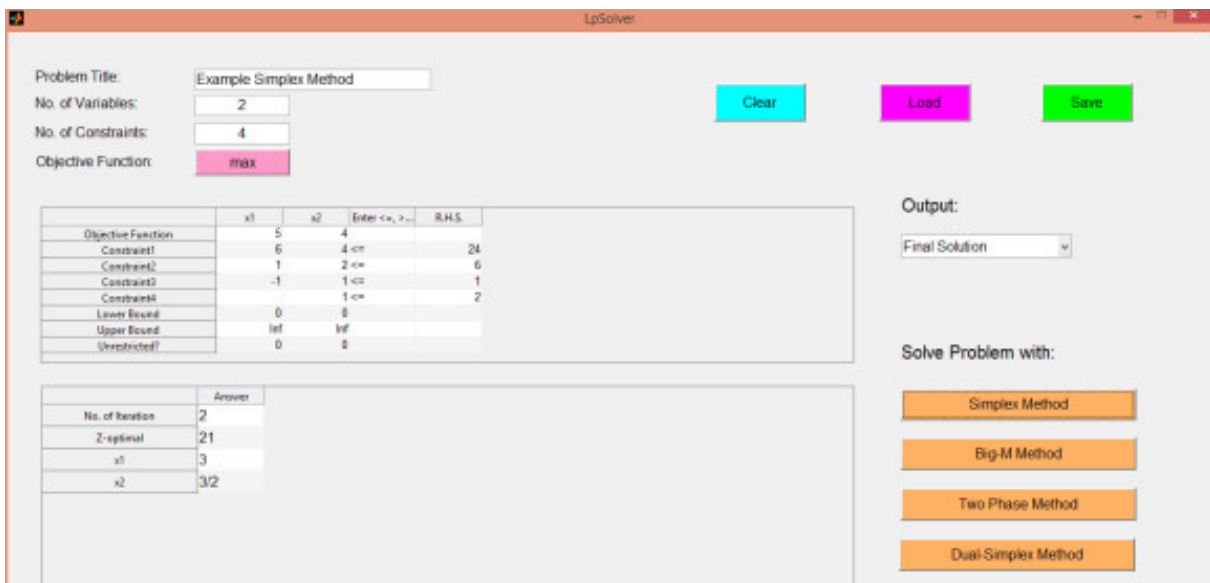 LpSolver
Problem Title: Example Simplex Method
No. of Variables: 2
No. of Constraints: 4
Objective Function: max
Clear Load Save
x1 x2 Enter <=, >... R.H.S.
Objective Function 5 4
Constraint1 6 4 <= 24
Constraint2 1 2 <= 6
Constraint3 -1 1 <= 1
Constraint4 1 <= 2
Lower Bound 0 0
Upper Bound Inf Inf
Unrestricted? 0 0
Output:
Final Solution
Answer
No. of Iteration 2
Z-optimal 21
x1 3
x2 3/2
Solve Problem with:
Simplex Method
Big-M Method
Two Phase Method
Dual-Simplex Method